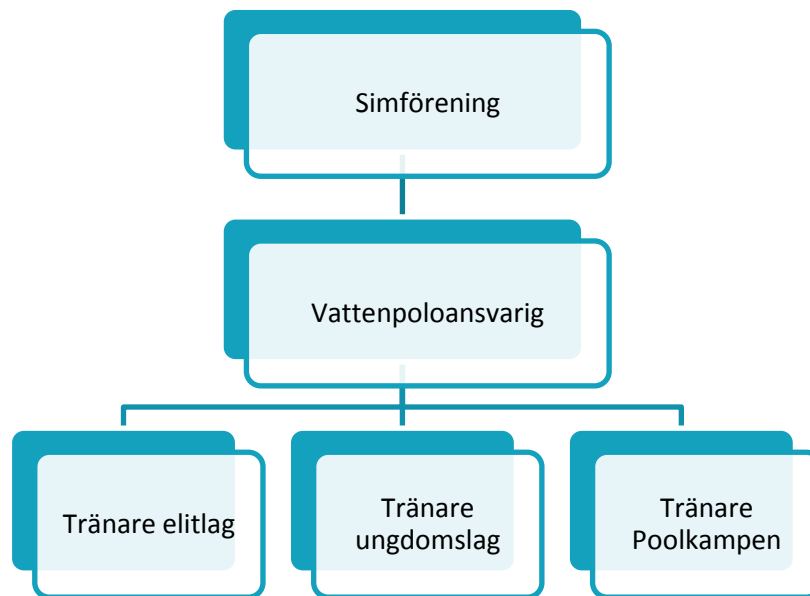 Simförening
Vattenpoloansvarig
Tränare elitlag
Tränare
ungdomslag
Tränare
Poolkampen